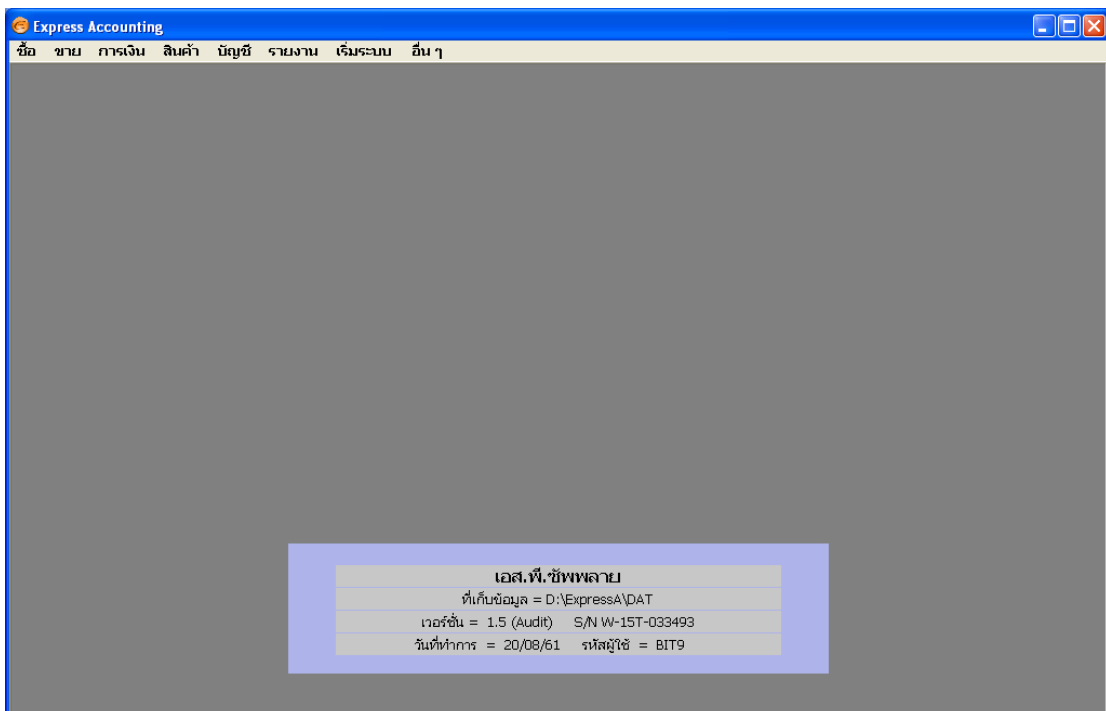 Express Accounting
ซื้อ ขาย การเงิน สินค้า บัญชี รายงาน เริ่มระบบ อื่น ๆ
เอส.พี.ซัพพลาย
ที่เก็บข้อมูล = D:\ExpressA\DAT
เวอร์ชั่น = 1.5 (Audit) S/N W-15T-033493
วันที่ทำการ = 20/08/61 รหัสผู้ใช้ = BIT9